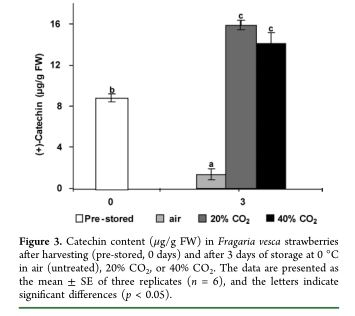 16
12
8
4
0
(+)-Catechin (µg/g FW)
b
a
c
c
0
3
Pre-stored air 20% CO₂ 40% CO₂
Figure 3. Catechin content (µg/g FW) in Fragaria vesca strawberries
after harvesting (pre-stored, 0 days) and after 3 days of storage at 0 °C
in air (untreated), 20% CO₂, or 40% CO₂. The data are presented as
the mean ± SE of three replicates (n = 6), and the letters indicate
significant differences (p < 0.05).